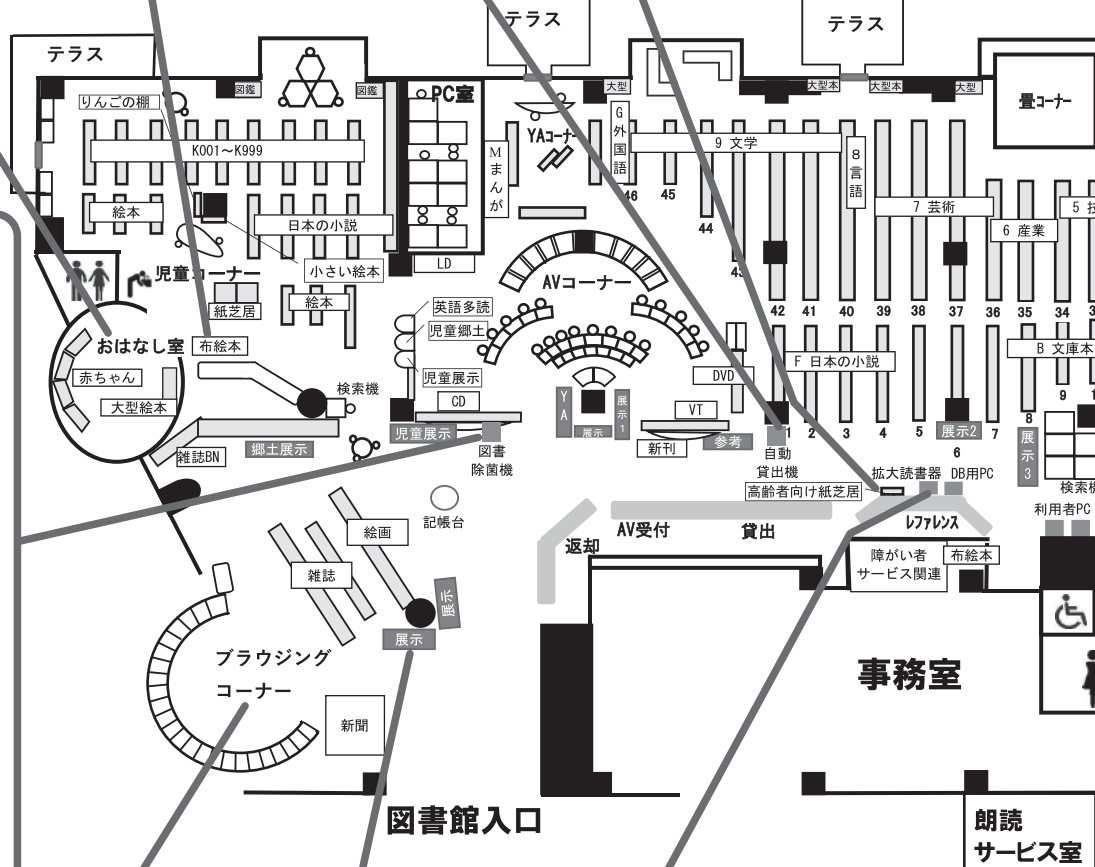 テラス
テラス
テラス
りんごの棚
図鑑
図鑑
PC室
YAコーナー
大型
大型本
大型本
大型
畳コーナー
K001～K999
Mまんが
G外国語
9 文学
8言語
絵本
日本の小説
46
45
44
43
7 芸術
6 産業
5 技
児童コーナー
小さい絵本
LD
AVコーナー
紙芝居
絵本
英語多読
児童郷土
児童展示
42
41
40
39
38
37
36
35
34
おはなし室
布絵本
赤ちゃん
大型絵本
検索機
CD
DVD
F 日本の小説
B 文庫本
YA
展示1
展示
VT
新刊
参考
児童展示
図書
除菌機
雑誌BN
郷土展示
自動
貸出機
1
2
3
4
5
展示2
6
7
8
9
展示3
検索機
高齢者向け紙芝居
拡大読書器
DB用PC
利用者PC
記帳台
絵画
雑誌
返却
AV受付
貸出
レファレンス
障がい者
サービス関連
布絵本
展示
展示
ブラウジング
コーナー
新聞
事務室
図書館入口
朗読
サービス室